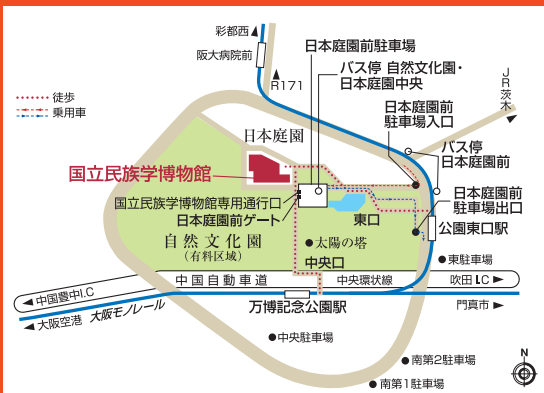 彩都西
阪大病院前
日本庭園前駐車場
バス停 自然文化園・
日本庭園中央
R171
JR茨木
徒歩
乗用車
日本庭園前
駐車場入口
日本庭園
バス停
日本庭園前
国立民族学博物館
国立民族学博物館専用通行口
日本庭園前ゲート
日本庭園前
駐車場出口
東口
公園東口駅
自然文化園
(有料区域)
太陽の塔
中央口
東駐車場
中国自動車道
中央環状線
吹田I.C
中国豊中I.C
大阪空港
大阪モノレール
万博記念公園駅
門真市
中央駐車場
南第2駐車場
南第1駐車場
N